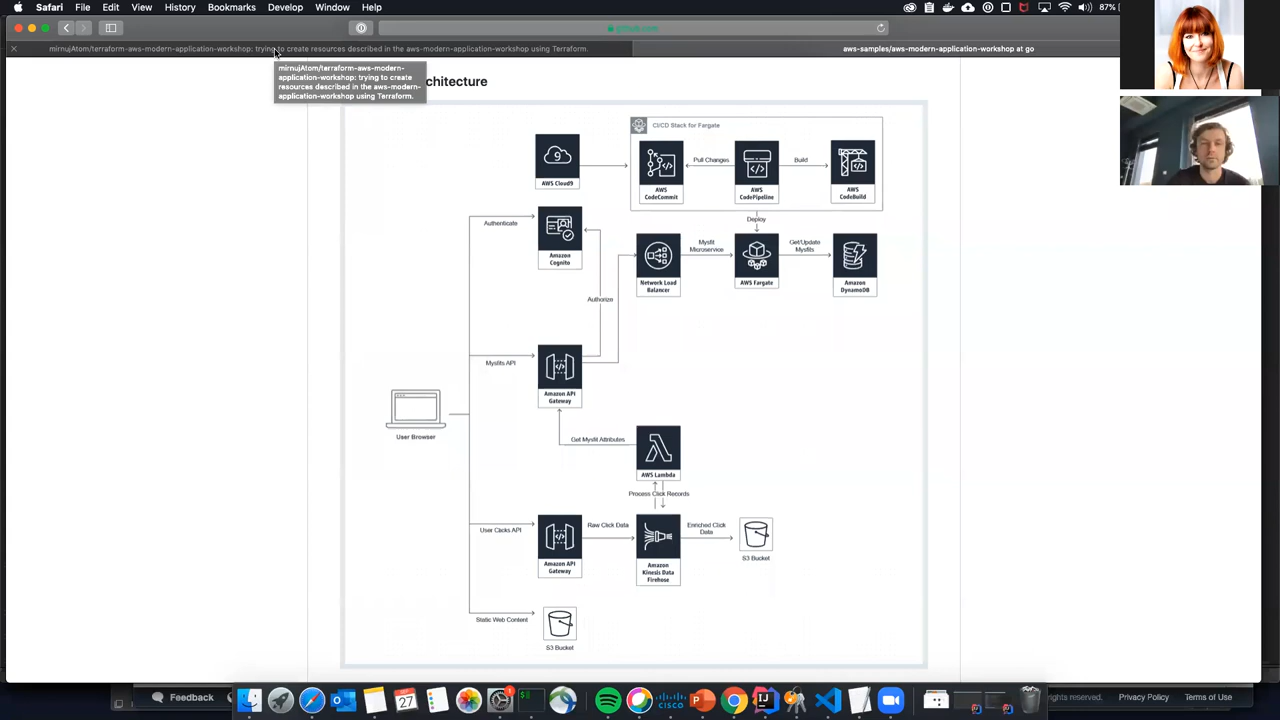 Safari File Edit View History Bookmarks Develop Window Help
87%
mirnujAtom/terraform-aws-modern-application-workshop: trying to create resources described in the aws-modern-application-workshop using Terraform.
aws-samples/aws-modern-application-workshop at go
mirnujAtom/terraform-aws-modern-
application-workshop: trying to create
resources described in the aws-modern-
application-workshop using Terraform.
chitecture
CI/CD Stack for Fargate
9
AWS Cloud9
Pull Changes
Build
AWS
CodeCommit
AWS
CodePipeline
AWS
CodeBuild
Deploy
Authenticate
Amazon
Cognito
Mysfit
Microservice
Get/Update
Mysfits
Network Load
Balancer
AWS Fargate
Amazon
DynamoDB
Authorize
Mysfits API
Amazon API
Gateway
User Browser
Get Mysfit Attributes
AWS Lambda
Process Click Records
User Clicks API
Raw Click Data
Enriched Click
Data
Amazon API
Gateway
Amazon
Kinesis Data
Firehose
S3 Bucket
Static Web Content
S3 Bucket
Feedback
1
CISCO
rights reserved.
Privacy Policy
Terms of Use